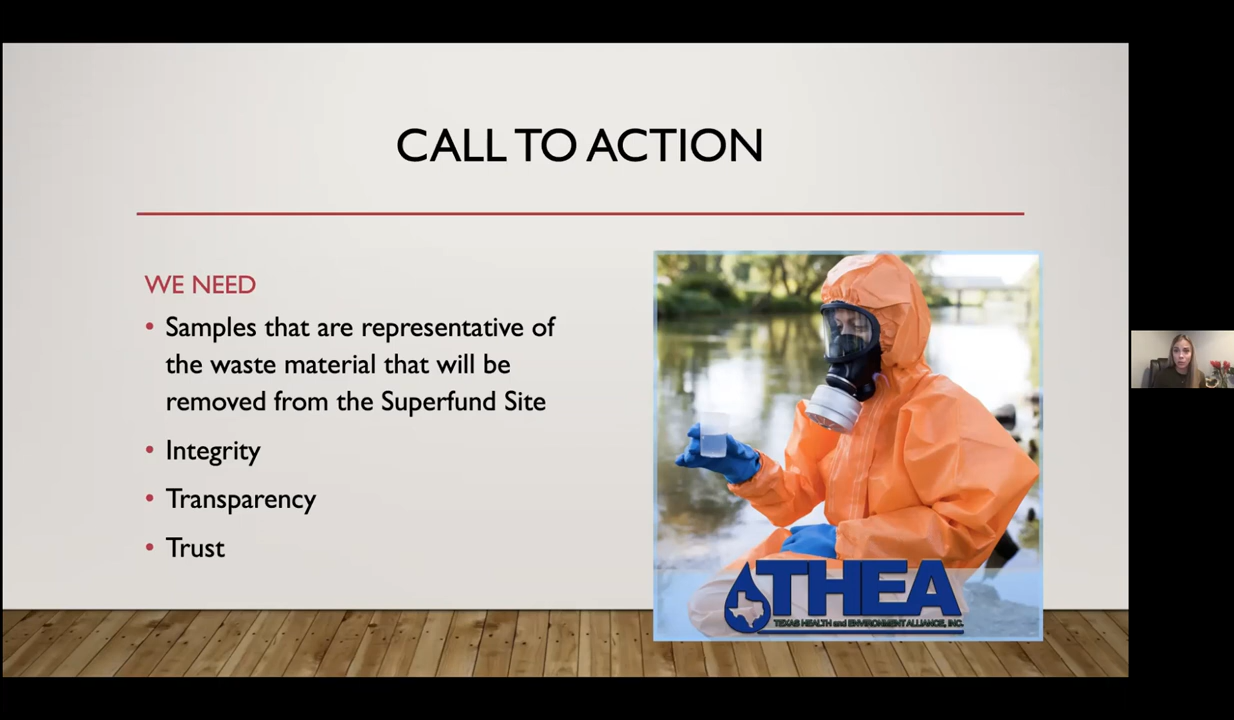 CALL TO ACTION
WE NEED
• Samples that are representative of
the waste material that will be
removed from the Superfund Site
• Integrity
• Transparency
• Trust
THEA
TEXAS HEALTH and ENVIRONMENT ALLIANCE, INC.